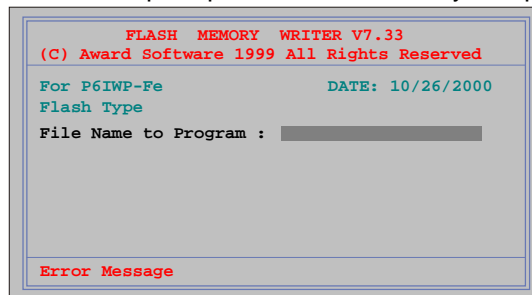 FLASH MEMORY WRITER V7.33
(C) Award Software 1999 All Rights Reserved
For P6IWP-Fe DATE: 10/26/2000
Flash Type
File Name to Program :
Error Message